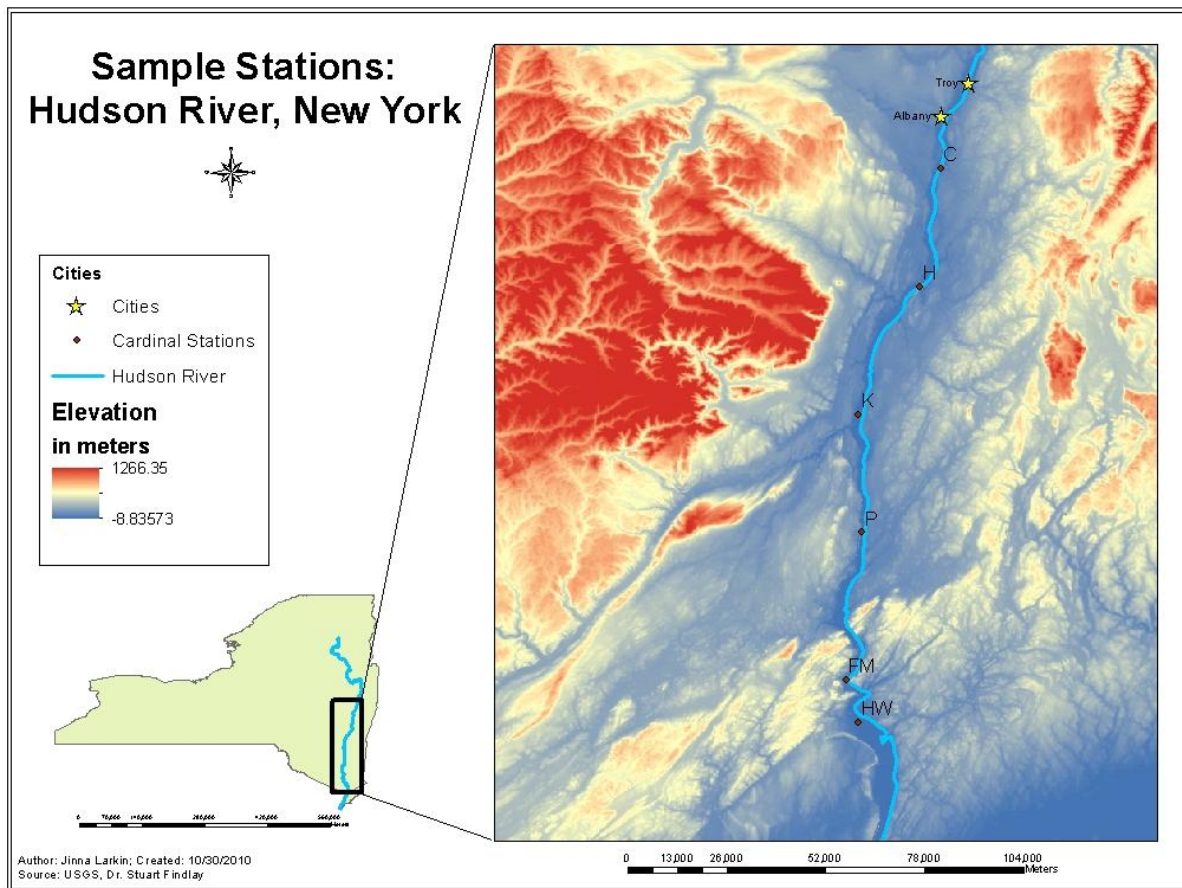 Sample Stations:
Hudson River, New York
Cities
Cities
Cardinal Stations
Hudson River
Elevation
in meters
1266.35
-8.83573
Troy
Albany
C
H
K
P
FM
HW
0 13,000 26,000 52,000 78,000 104,000
Meters
Author: Jinna Larkin; Created: 10/30/2010
Source: USGS, Dr. Stuart Findlay